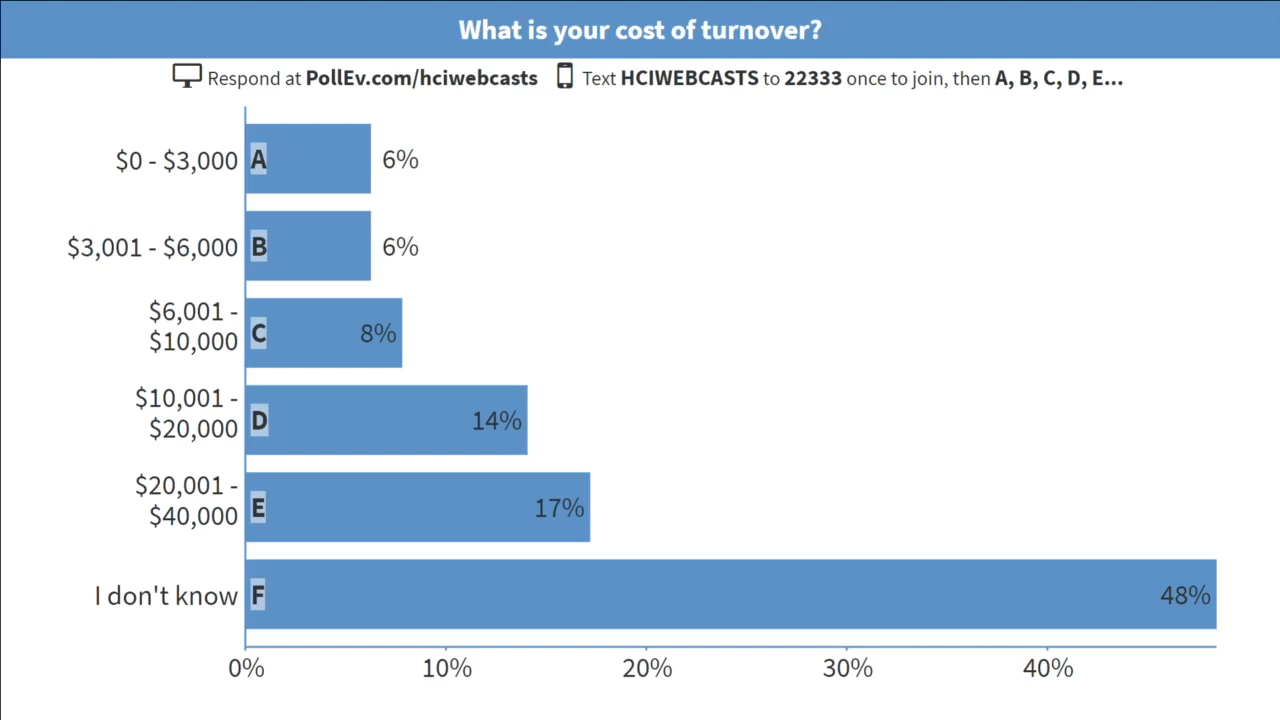 What is your cost of turnover?
Respond at PollEv.com/hciwebcasts Text HCIWEBCASTS to 22333 once to join, then A, B, C, D, E...
$0 - $3,000 A 6%
$3,001 - $6,000 B 6%
$6,001 -
$10,000 C 8%
$10,001 -
$20,000 D 14%
$20,001 -
$40,000 E 17%
I don't know F 48%
0% 10% 20% 30% 40%